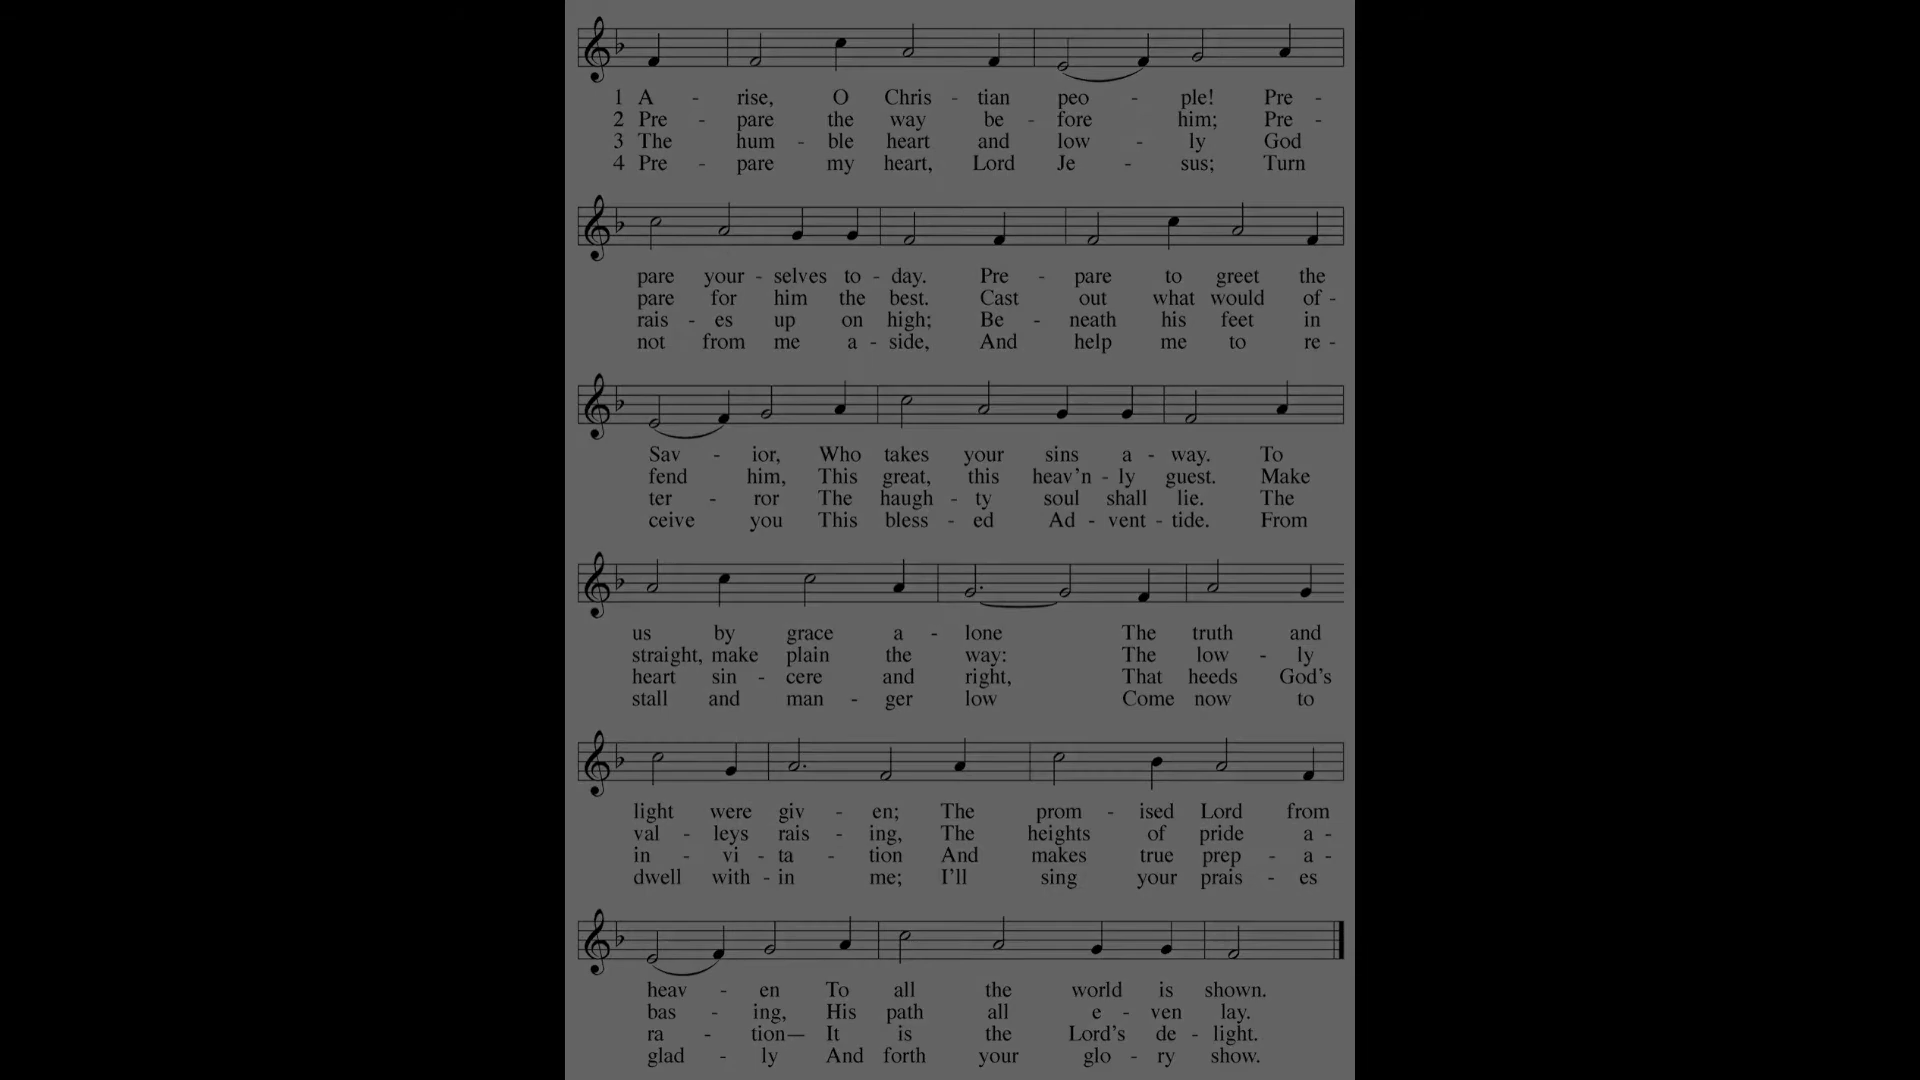 1 A - rise, O Chris - tian peo - ple! Pre -
2 Pre - pare the way be - fore him; Pre -
3 The hum - ble heart and low - ly God
4 Pre - pare my heart, Lord Je - sus; Turn
pare your - selves to - day. Pre - pare to greet the
pare for him the best. Cast out what would of -
rais - es up on high; Be - neath his feet in
not from me a - side, And help me to re -
Sav - ior, Who takes your sins a - way. To
fend him, This great, this heav'n - ly guest. Make
ter - ror The haugh - ty soul shall lie. The
ceive you This bless - ed Ad - vent - tide. From
us by grace a - lone The truth and
straight, make plain the way: The low - ly
heart sin - cere and right, That heeds God's
stall and man - ger low Come now to
light were giv - en; The prom - ised Lord from
val - leys rais - ing, The heights of pride a -
in - vi - ta - tion And makes true prep - a -
dwell with - in me; I'll sing your prais - es
heav - en To all the world is shown.
bas - ing, His path all e - ven lay.
ra - tion— It is the Lord's de - light.
glad - ly And forth your glo - ry show.